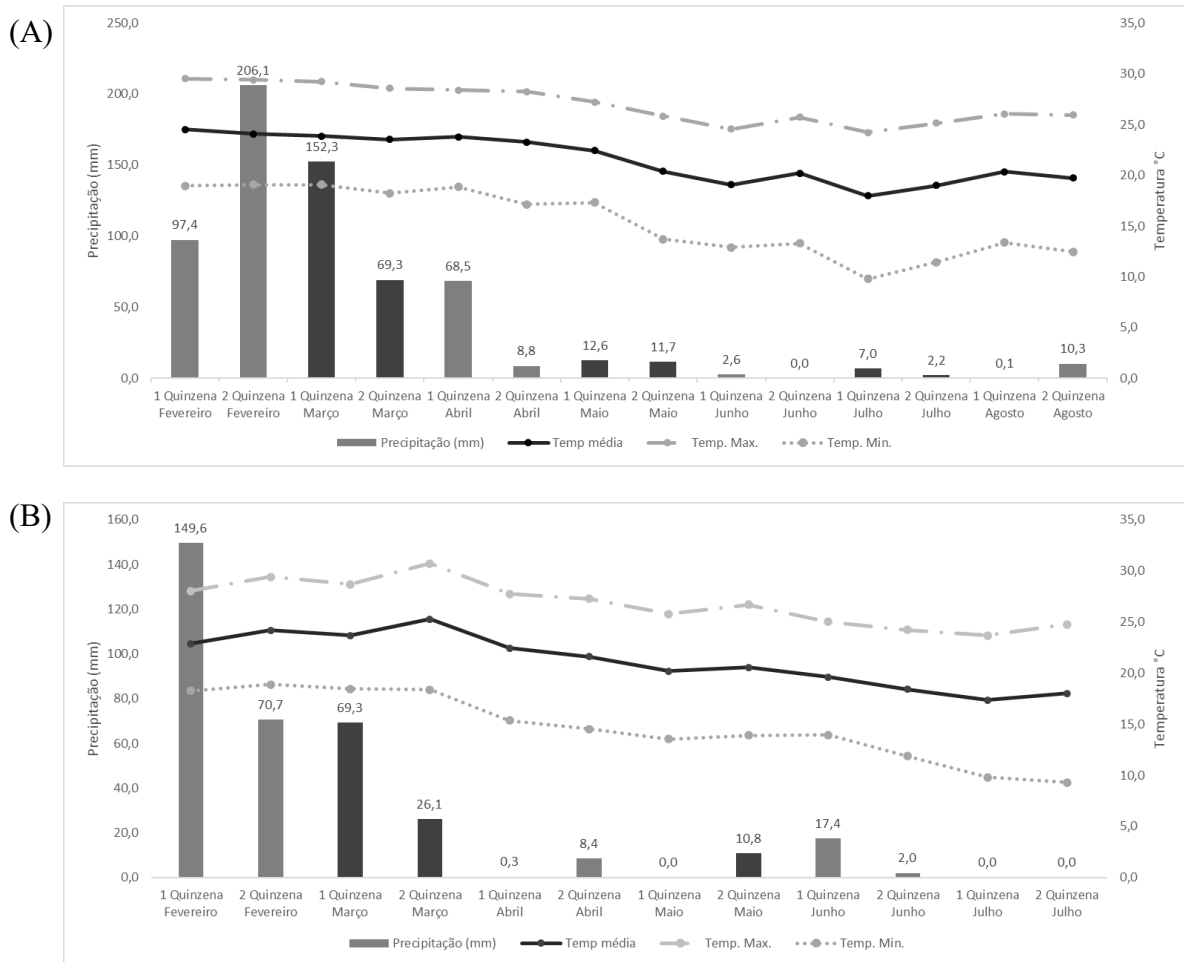 (A)
250,0
200,0
150,0
100,0
50,0
0,0
Precipitação (mm)
35,0
30,0
25,0
20,0
15,0
10,0
5,0
0,0
Temperatura °C
97,4
206,1
152,3
69,3
68,5
8,8
12,6
11,7
2,6
0,0
7,0
2,2
0,1
10,3
1 Quinzena Fevereiro
2 Quinzena Fevereiro
1 Quinzena Março
2 Quinzena Março
1 Quinzena Abril
2 Quinzena Abril
1 Quinzena Maio
2 Quinzena Maio
1 Quinzena Junho
2 Quinzena Junho
1 Quinzena Julho
2 Quinzena Julho
1 Quinzena Agosto
2 Quinzena Agosto
Precipitação (mm) Temp média Temp. Max. Temp. Min.
(B)
160,0
140,0
120,0
100,0
80,0
60,0
40,0
20,0
0,0
Precipitação (mm)
35,0
30,0
25,0
20,0
15,0
10,0
5,0
0,0
Temperatura °C
149,6
70,7
69,3
26,1
0,3
8,4
0,0
10,8
17,4
2,0
0,0
0,0
1 Quinzena Fevereiro
2 Quinzena Fevereiro
1 Quinzena Março
2 Quinzena Março
1 Quinzena Abril
2 Quinzena Abril
1 Quinzena Maio
2 Quinzena Maio
1 Quinzena Junho
2 Quinzena Junho
1 Quinzena Julho
2 Quinzena Julho
Precipitação (mm) Temp média Temp. Max. Temp. Min.